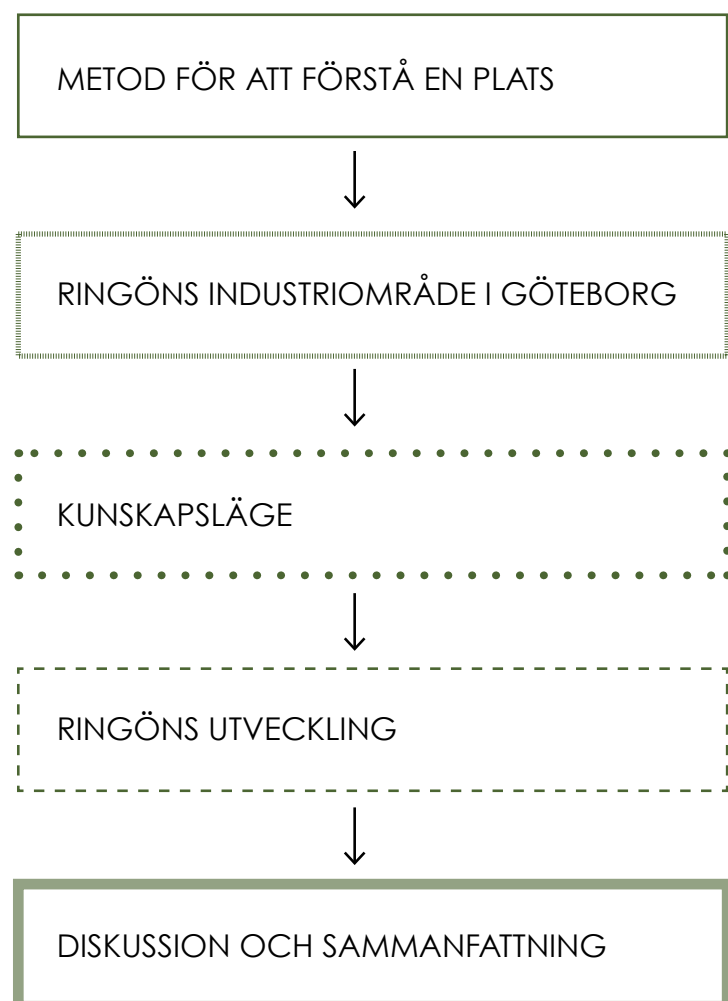 METOD FÖR ATT FÖRSTÅ EN PLATS
RINGÖNS INDUSTRIOMRÅDE I GÖTEBORG
KUNSKAPSLÄGE
RINGÖNS UTVECKLING
DISKUSSION OCH SAMMANFATTNING